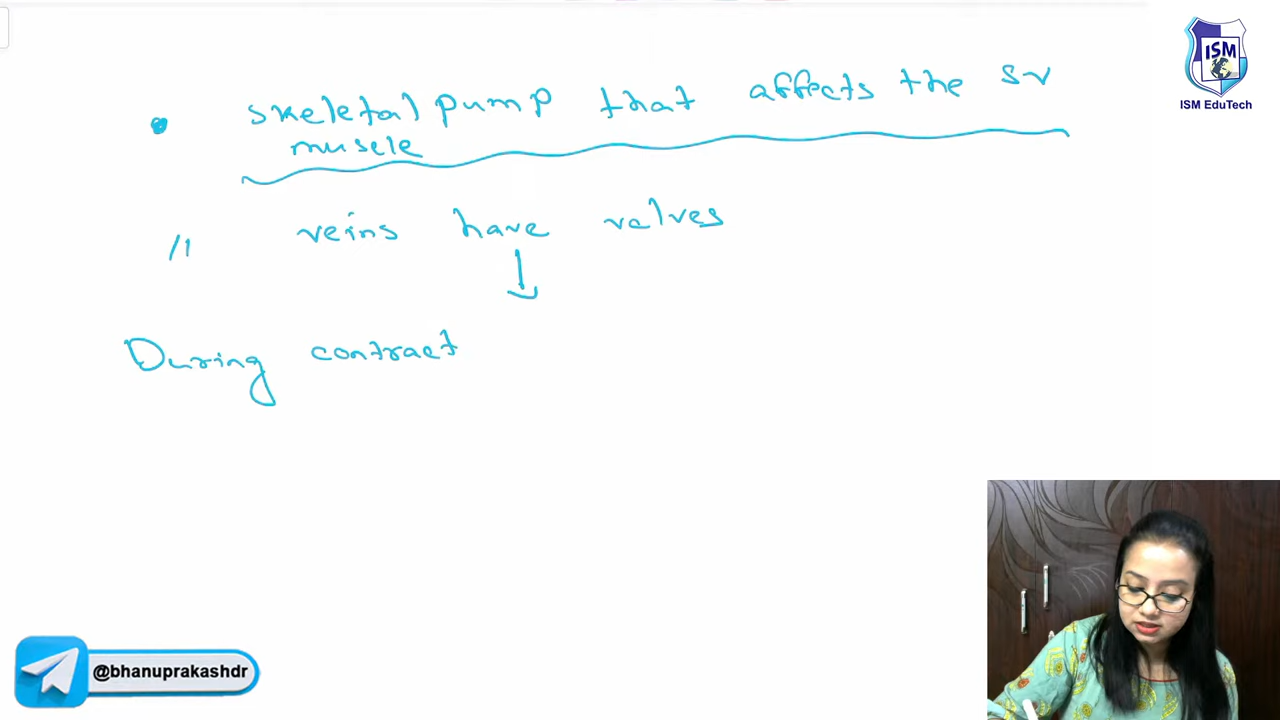 skeletal pump that affects the SV
muscle
veins have valves
During contract
ISM
ISM EduTech
@bhanuprakashdr